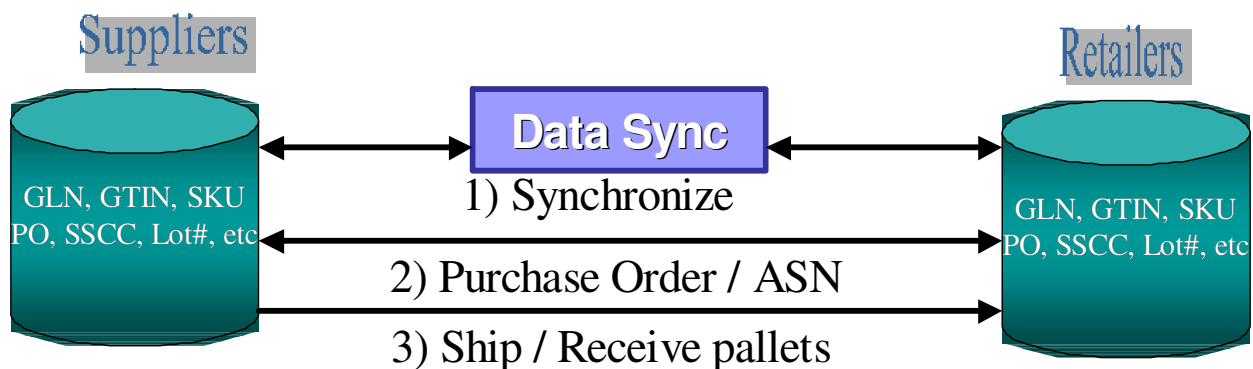 Suppliers
Retailers
Data Sync
GLN, GTIN, SKU
PO, SSCC, Lot#, etc
GLN, GTIN, SKU
PO, SSCC, Lot#, etc
1) Synchronize
2) Purchase Order / ASN
3) Ship / Receive pallets